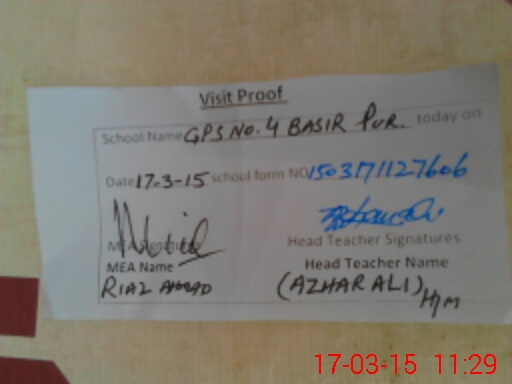 Visit Proof
School Name GPS NO. 4 BASIR PUR. today on
Date 17-3-15 school form NO 1503171127606
MEA Signatures Head Teacher Signatures
MEA Name Head Teacher Name
RIAZ AHMAD (AZHAR ALI) H/M
17-03-15 11:29